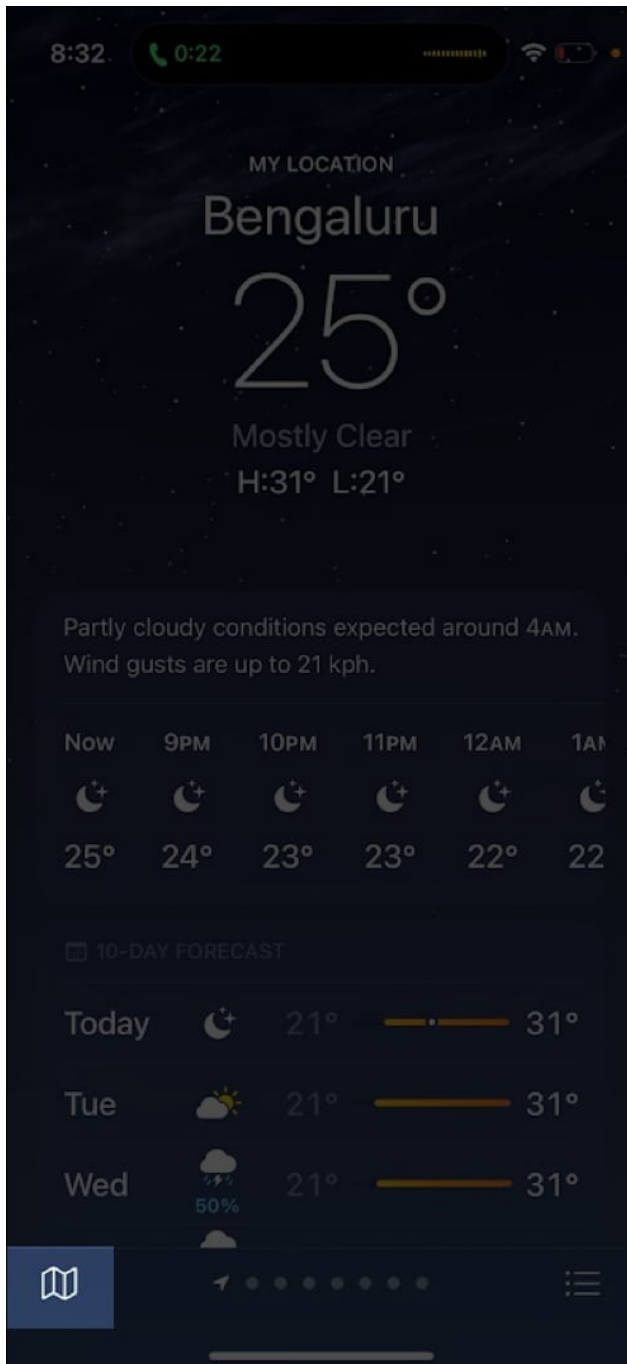 8:32 0:22
MY LOCATION
Bengaluru
25°
Mostly Clear
H:31° L:21°
Partly cloudy conditions expected around 4AM.
Wind gusts are up to 21 kph.
Now 9PM 10PM 11PM 12AM 1AM
25° 24° 23° 23° 22° 22
10-DAY FORECAST
Today 21° 31°
Tue 21° 31°
Wed 21° 31°
50%